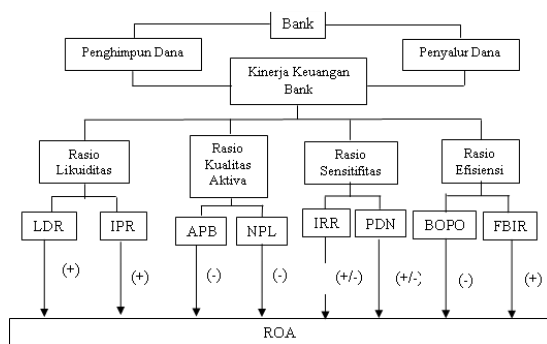 Bank
Penghimpun Dana
Penyalur Dana
Kinerja Keuangan
Bank
Rasio
Likuiditas
Rasio
Kualitas
Aktiva
Rasio
Sensitifitas
Rasio
Efisiensi
LDR
IPR
APB
NPL
IRR
PDN
BOPO
FBIR
(+)
(+)
(-)
(-)
(+/-)
(+/-)
(-)
(+)
ROA